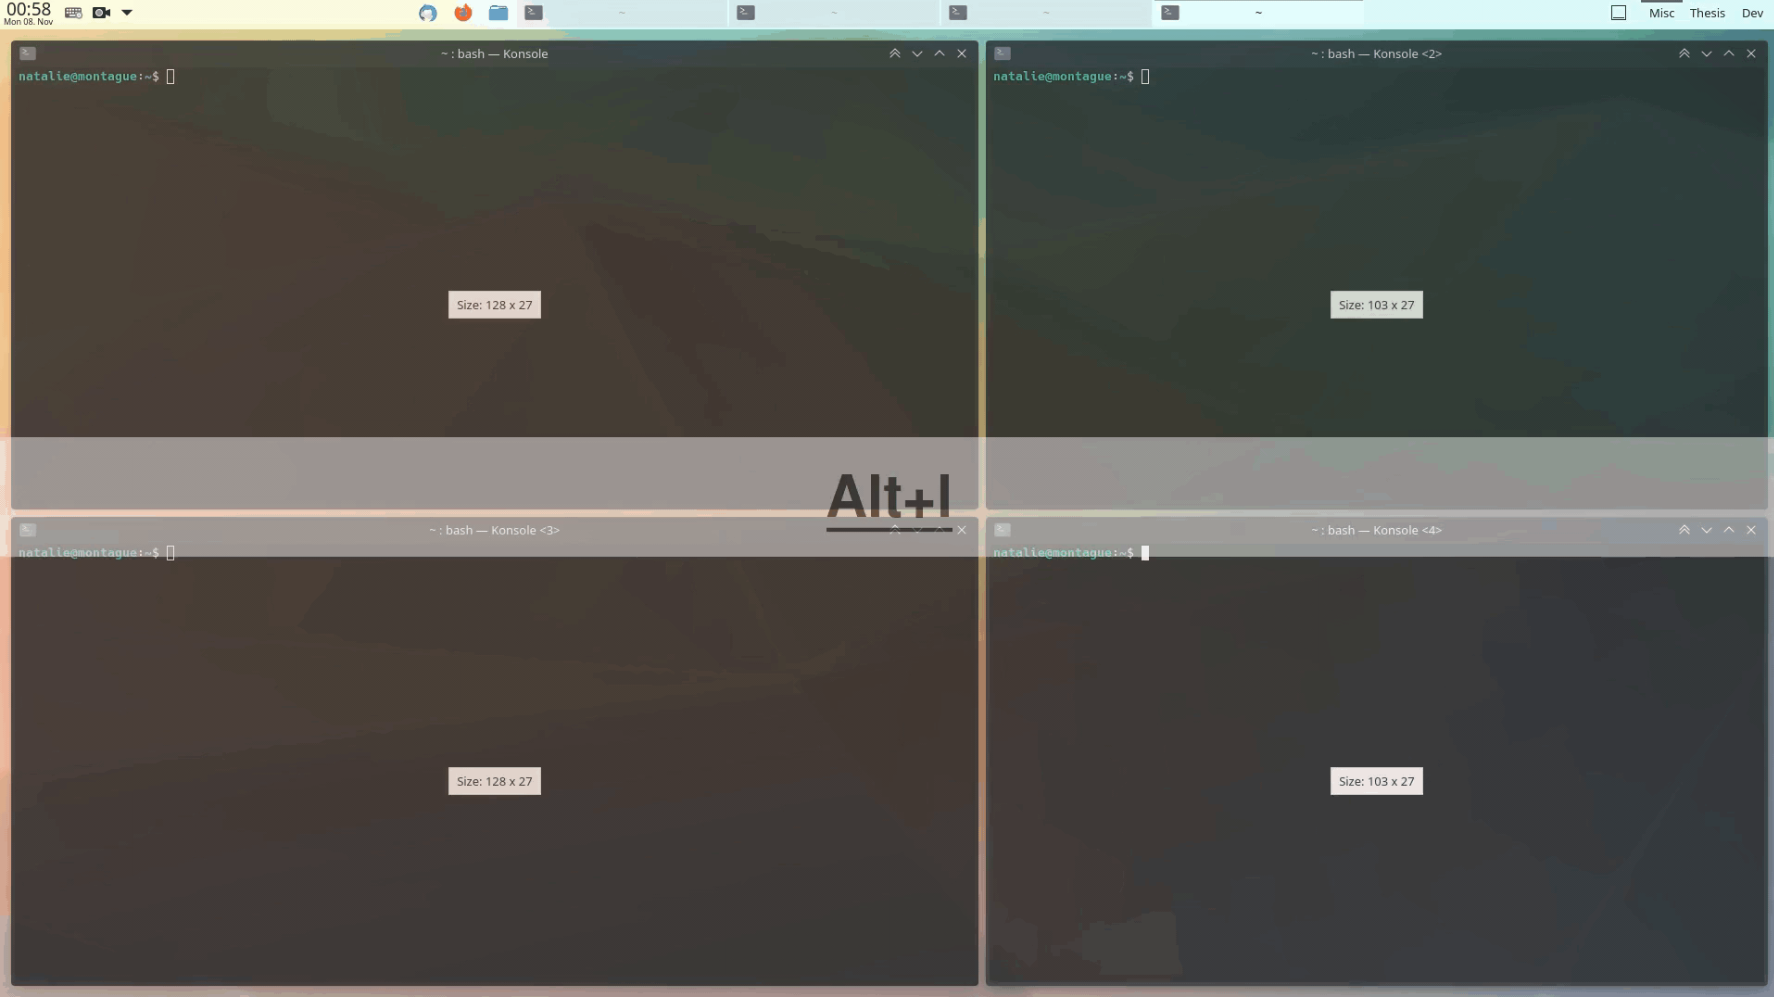 00:58
Mon 08. Nov
~
~
~
~
Misc Thesis Dev
~ : bash — Konsole
natalie@montague:~$
Size: 128 x 27
~ : bash — Konsole <2>
natalie@montague:~$
Size: 103 x 27
Alt+l
~ : bash — Konsole <3>
natalie@montague:~$
Size: 128 x 27
~ : bash — Konsole <4>
natalie@montague:~$
Size: 103 x 27